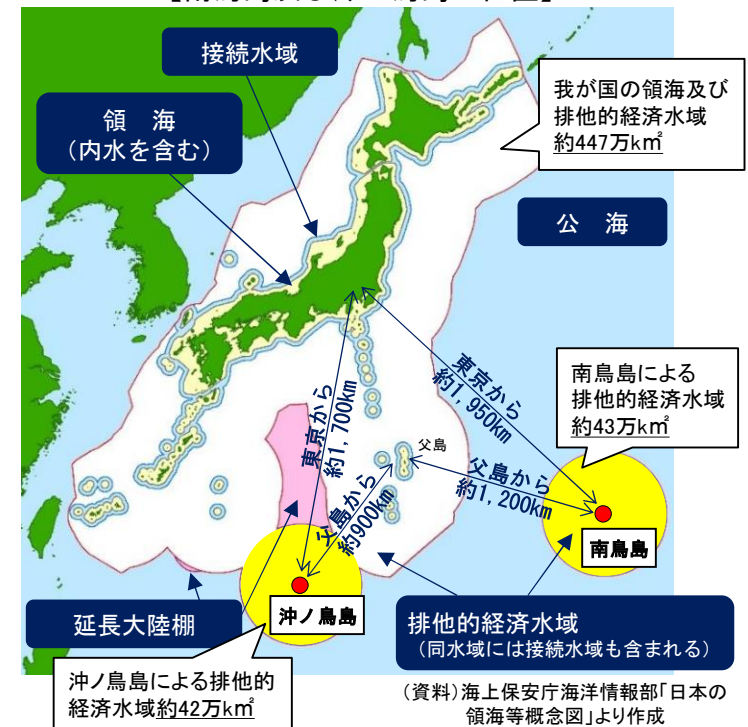 接続水域
領　海
（内水を含む）
我が国の領海及び
排他的経済水域
約447万k㎡
公　海
東京から
約1,950km
南鳥島による
排他的経済水域
約43万k㎡
東京から
約1,700km
父島
父島から
約1,200km
父島から
約900km
南鳥島
沖ノ鳥島
延長大陸棚
排他的経済水域
（同水域には接続水域も含まれる）
沖ノ鳥島による排他的
経済水域約42万k㎡
（資料）海上保安庁海洋情報部「日本の
領海等概念図」より作成